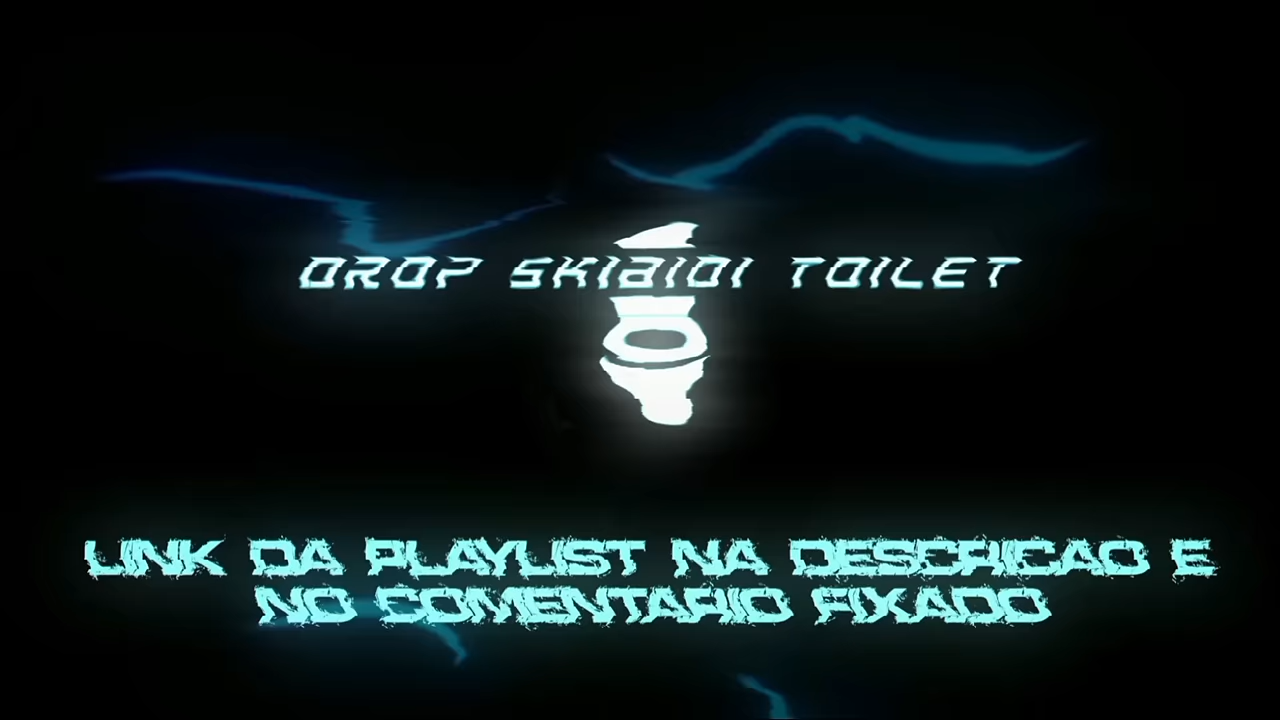 DROP SKIBIDI TOILET
LINK DA PLAYLIST NA DESCRICAO E
NO COMENTARIO FIXADO